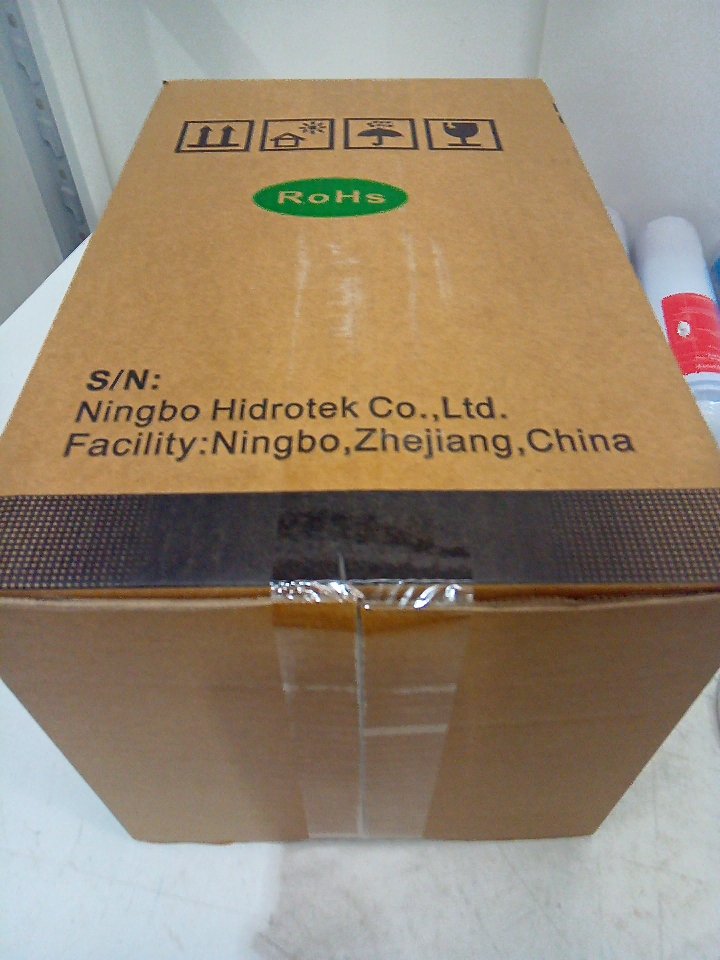 RoHs
S/N:
Ningbo Hidrotek Co.,Ltd.
Facility:Ningbo,Zhejiang,China